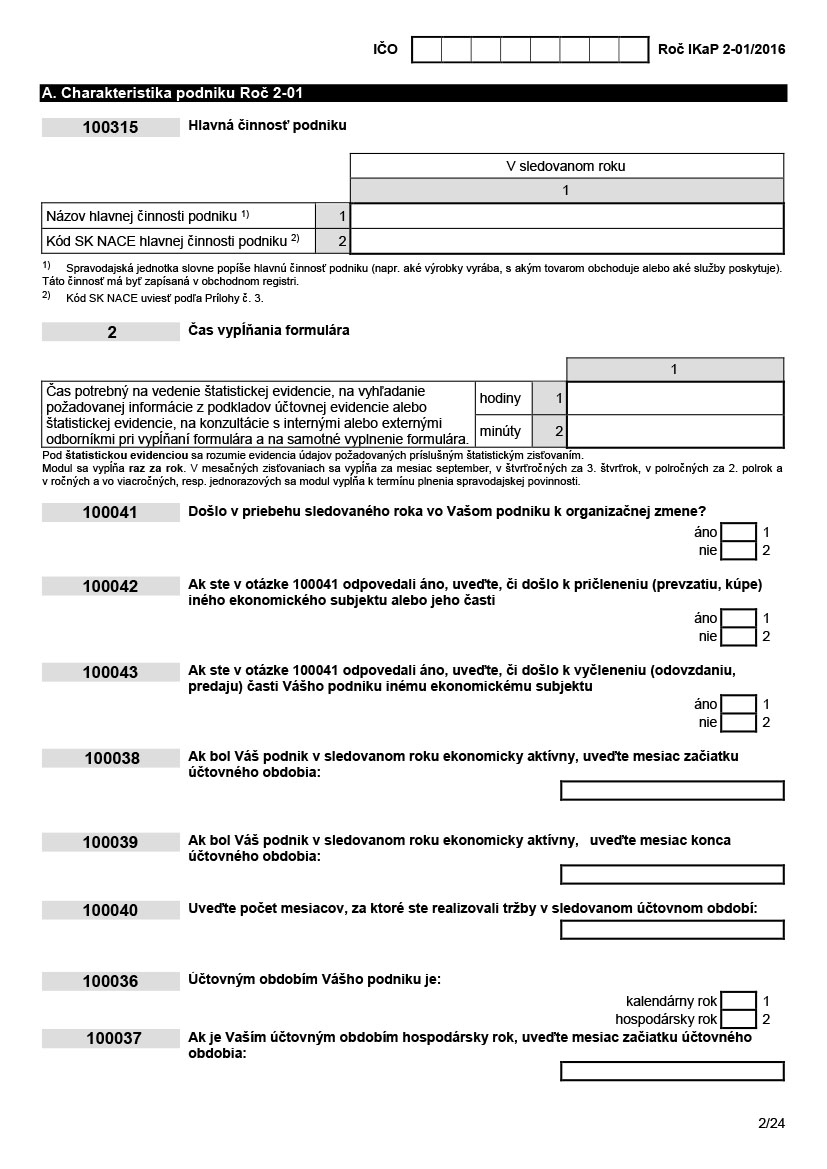 IČO Roč IKaP 2-01/2016
A. Charakteristika podniku Roč 2-01
100315 Hlavná činnosť podniku
V sledovanom roku
1
Názov hlavnej činnosti podniku 1) 1
Kód SK NACE hlavnej činnosti podniku 2) 2
1) Spravodajská jednotka slovne popíše hlavnú činnosť podniku (napr. aké výrobky vyrába, s akým tovarom obchoduje alebo aké služby poskytuje).
Táto činnosť má byť zapísaná v obchodnom registri.
2) Kód SK NACE uviesť podľa Prílohy č. 3.
2 Čas vypĺňania formulára
1
Čas potrebný na vedenie štatistickej evidencie, na vyhľadanie
požadovanej informácie z podkladov účtovnej evidencie alebo
štatistickej evidencie, na konzultácie s internými alebo externými
odborníkmi pri vypĺňaní formulára a na samotné vyplnenie formulára.
hodiny 1
minúty 2
Pod štatistickou evidenciou sa rozumie evidencia údajov požadovaných príslušným štatistickým zisťovaním.
Modul sa vypĺňa raz za rok. V mesačných zisťovaniach sa vypĺňa za mesiac september, v štvrťročných za 3. štvrťrok, v polročných za 2. polrok a
v ročných a vo viacročných, resp. jednorazových sa modul vypĺňa k termínu plnenia spravodajskej povinnosti.
100041 Došlo v priebehu sledovaného roka vo Vašom podniku k organizačnej zmene?
áno 1
nie 2
100042 Ak ste v otázke 100041 odpovedali áno, uveďte, či došlo k pričleneniu (prevzatiu, kúpe)
iného ekonomického subjektu alebo jeho časti
áno 1
nie 2
100043 Ak ste v otázke 100041 odpovedali áno, uveďte, či došlo k vyčleneniu (odovzdaniu,
predaju) časti Vášho podniku inému ekonomickému subjektu
áno 1
nie 2
100038 Ak bol Váš podnik v sledovanom roku ekonomicky aktívny, uveďte mesiac začiatku
účtovného obdobia:
100039 Ak bol Váš podnik v sledovanom roku ekonomicky aktívny, uveďte mesiac konca
účtovného obdobia:
100040 Uveďte počet mesiacov, za ktoré ste realizovali tržby v sledovanom účtovnom období:
100036 Účtovným obdobím Vášho podniku je:
kalendárny rok 1
hospodársky rok 2
100037 Ak je Vaším účtovným obdobím hospodársky rok, uveďte mesiac začiatku účtovného
obdobia:
2/24